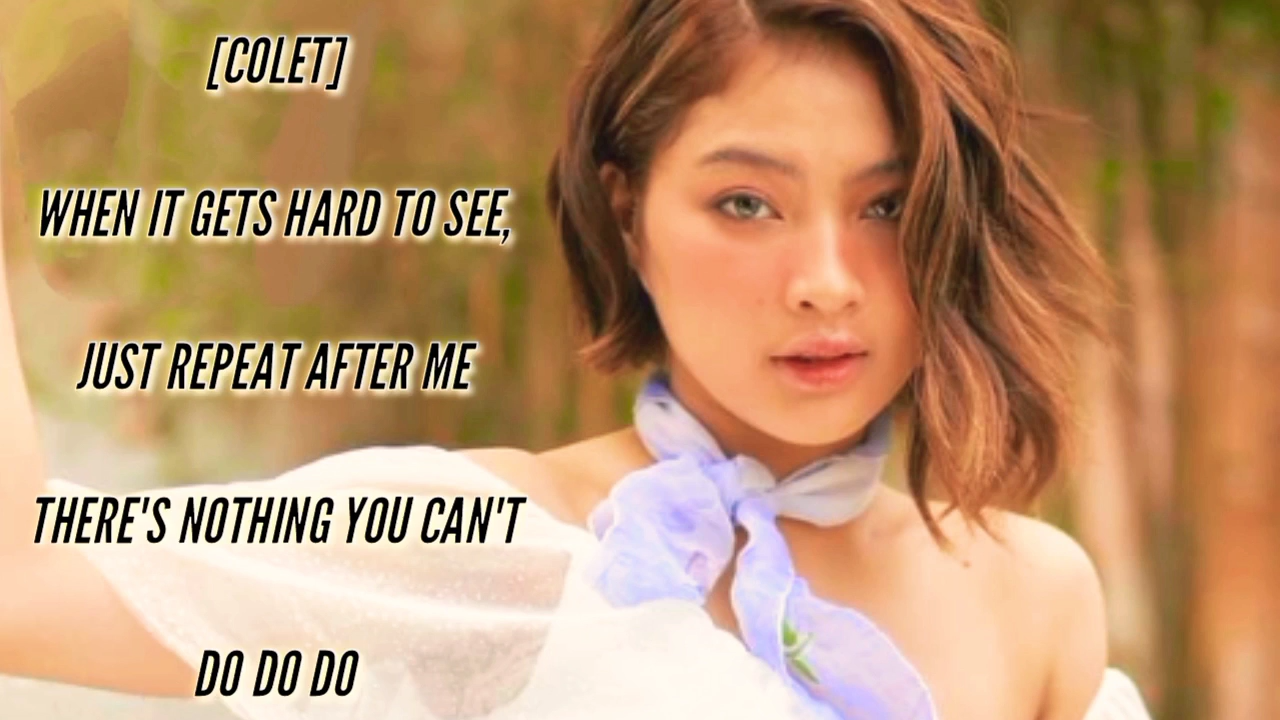 [COLET]
WHEN IT GETS HARD TO SEE,
JUST REPEAT AFTER ME
THERE'S NOTHING YOU CAN'T
DO DO DO